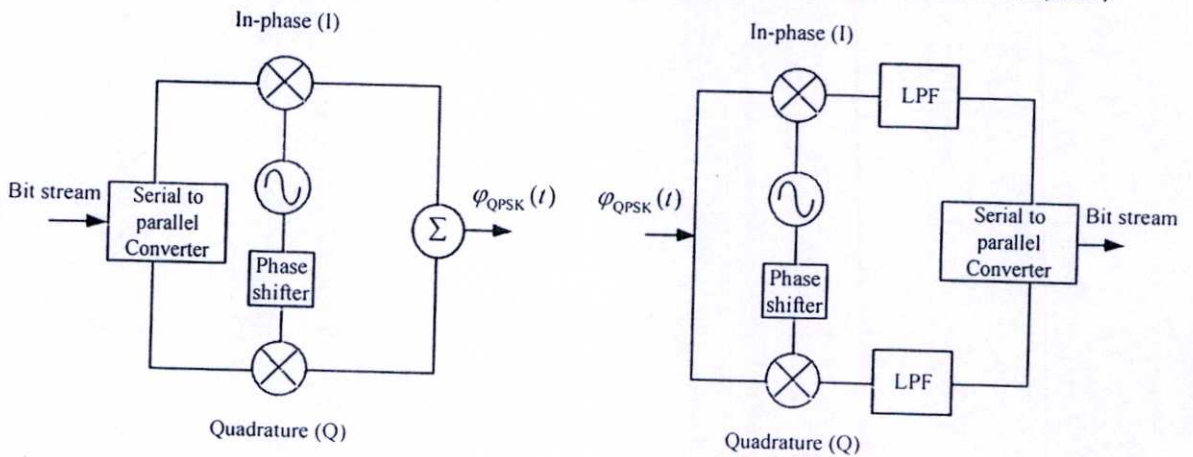 In-phase (I)
Bit stream
Serial to
parallel
Converter
Phase
shifter
Σ
φQPSK(t)
Quadrature (Q)
In-phase (I)
LPF
φQPSK(t)
Phase
shifter
Serial to
parallel
Converter
Bit stream
LPF
Quadrature (Q)